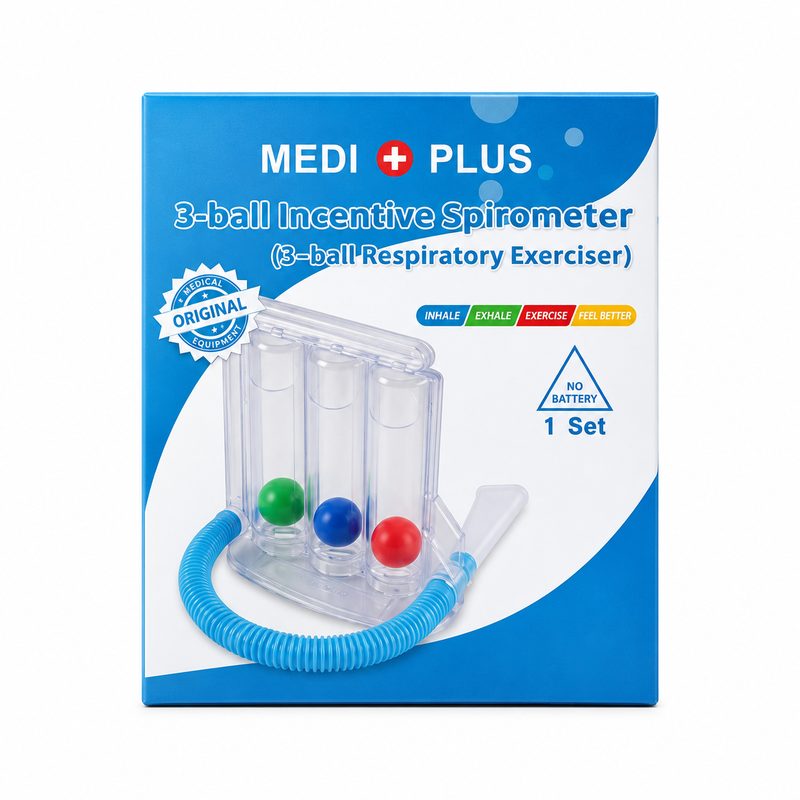 MEDI + PLUS
3-ball Incentive Spirometer
(3-ball Respiratory Exerciser)
MEDICAL
ORIGINAL
EQUIPMENT
INHALE EXHALE EXERCISE FEEL BETTER
NO
BATTERY
1 Set